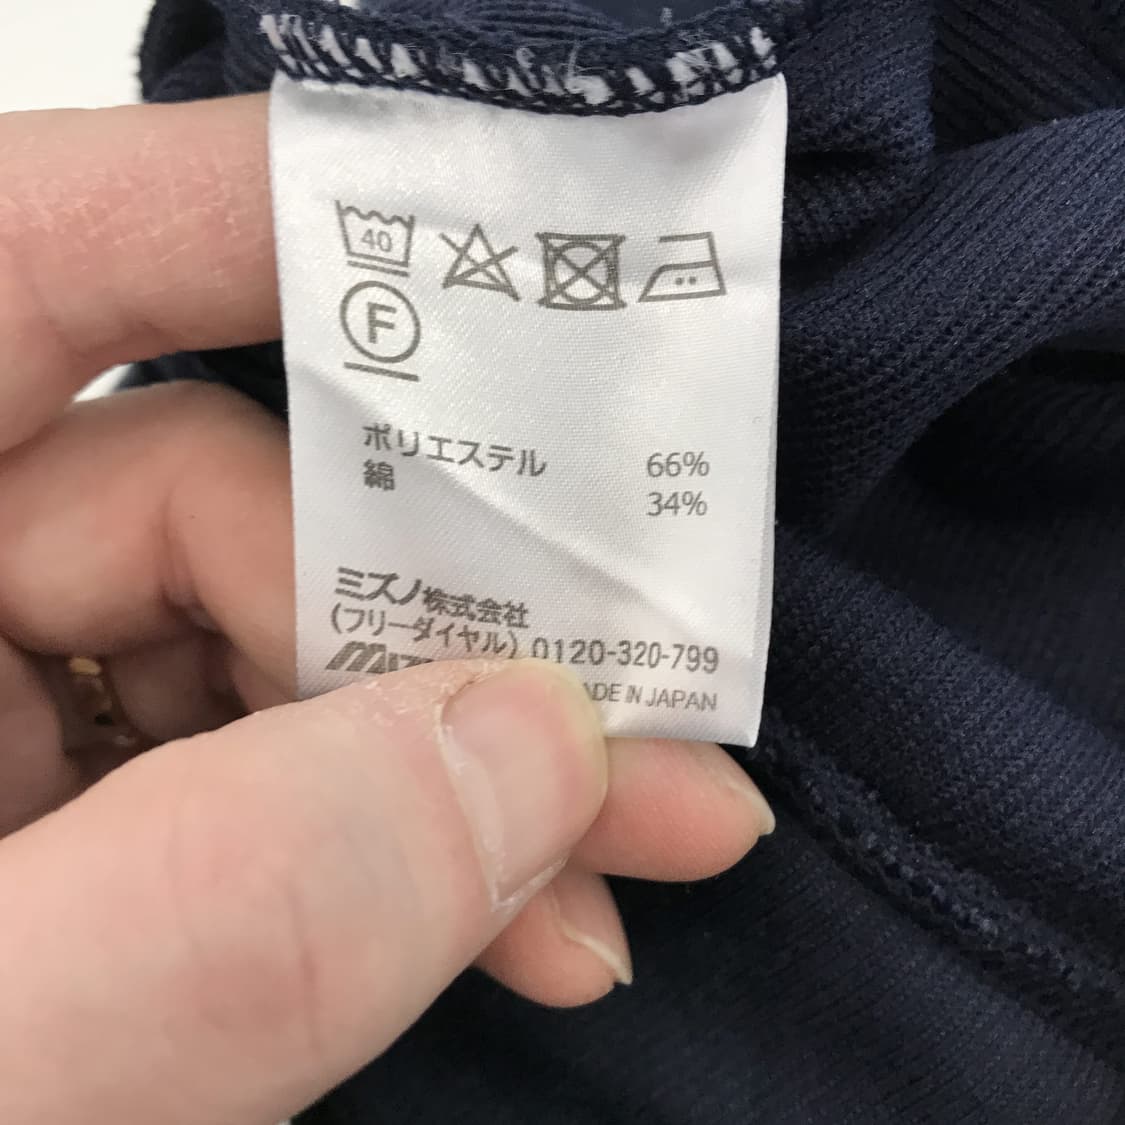 40
F
ポリエステル 66%
綿 34%
ミズノ株式会社
(フリーダイヤル) 0120-320-799
IN JAPAN